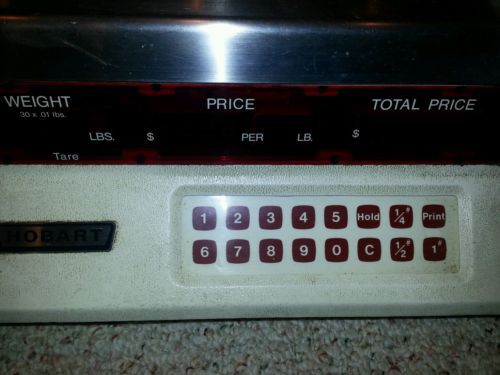 WEIGHT PRICE TOTAL PRICE
30 x .01 lbs.
LBS. $ PER LB. $
Tare
1 2 3 4 5 Hold 1/4# Print
HOBART
6 7 8 9 0 C 1/2# 1#